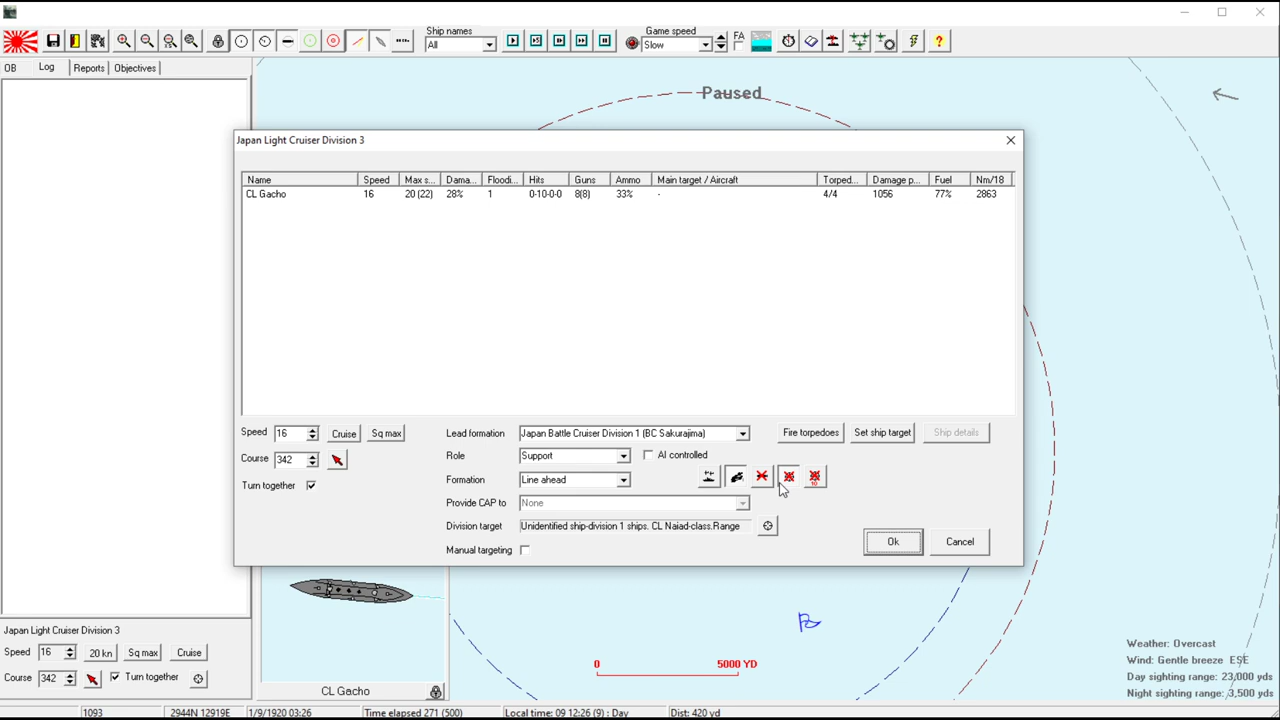 Ship names
All
Game speed
Slow
FA
OB Log Reports Objectives
Paused
Japan Light Cruiser Division 3
Name Speed Max s... Dama... Floodi... Hits Guns Ammo Main target / Aircraft Torped... Damage p... Fuel Nm/18
CL Gacho 16 20 (22) 28% 1 0-10-0-0 8(8) 33% - 4/4 1056 77% 2863
Speed 16 Cruise Sq max
Course 342
Turn together
Lead formation Japan Battle Cruiser Division 1 (BC Sakurajima)
Fire torpedoes Set ship target Ship details
Role Support AI controlled
Formation Line ahead
10
Provide CAP to None
Division target Unidentified ship-division 1 ships. CL Naiad-class.Range
Manual targeting
Ok Cancel
Japan Light Cruiser Division 3
Speed 16 20 kn Sq max Cruise
Course 342 Turn together
CL Gacho
0 5000 YD
Weather: Overcast
Wind: Gentle breeze ESE
Day sighting range: 23,000 yds
Night sighting range: 3,500 yds
1093 2944N 12919E 1/9/1920 03:26 Time elapsed 271 (500) Local time: 09 12:26 (9) : Day Dist: 420 yd